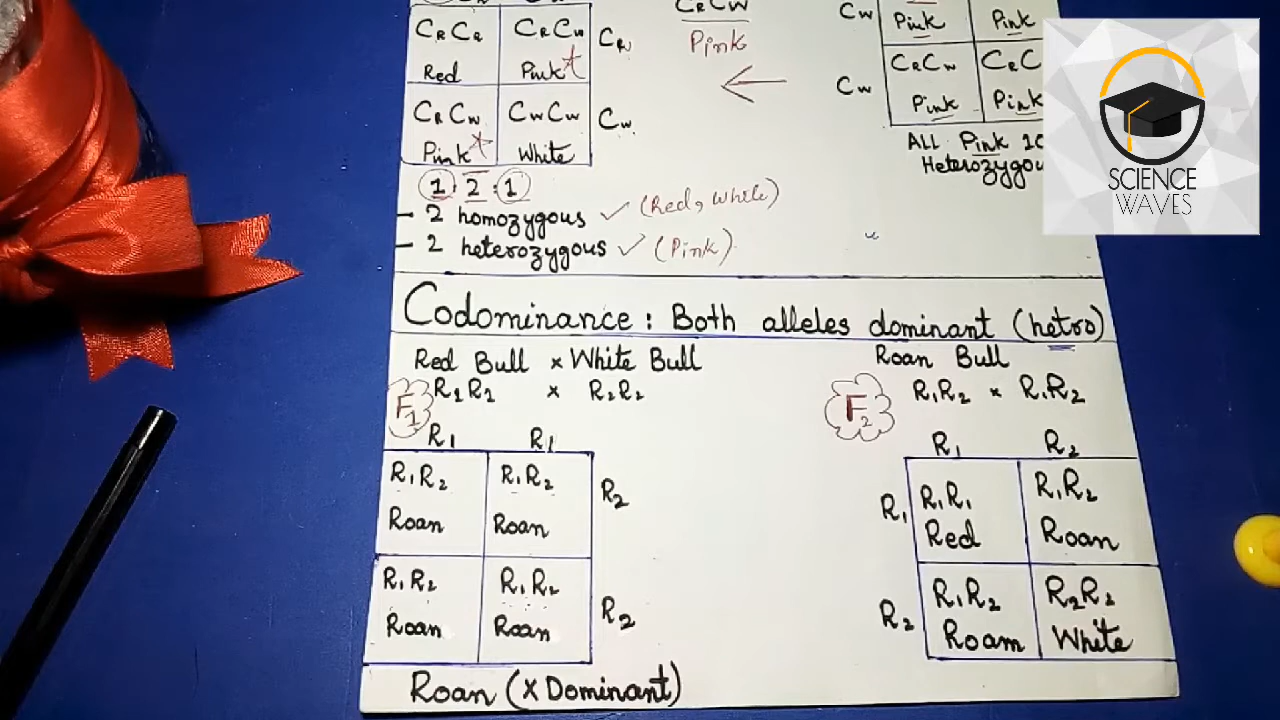 CRCR CRCW CR
Red Pink
CRCW CWCW CW
Pink White
1:2:1
- 2 homozygous ✓ (Red, White)
- 2 heterozygous ✓ (Pink)
CRCW
Pink
CW Pink Pink
CW CRCW CRC
Pink Pink
ALL Pink 10
Heterozygou
SCIENCE
WAVES
Codominance: Both alleles dominant (hetro)
Red Bull x White Bull
F1 R1R2 x R2R2
R1 R1
R1R2 R1R2 R2
Roan Roan
R1R2 R1R2 R2
Roan Roan
Roan (x Dominant)
Roan Bull
F2 R1R2 x R1R2
R1 R2
R1 R1R1 R1R2
Red Roan
R2 R1R2 R2R2
Roam White